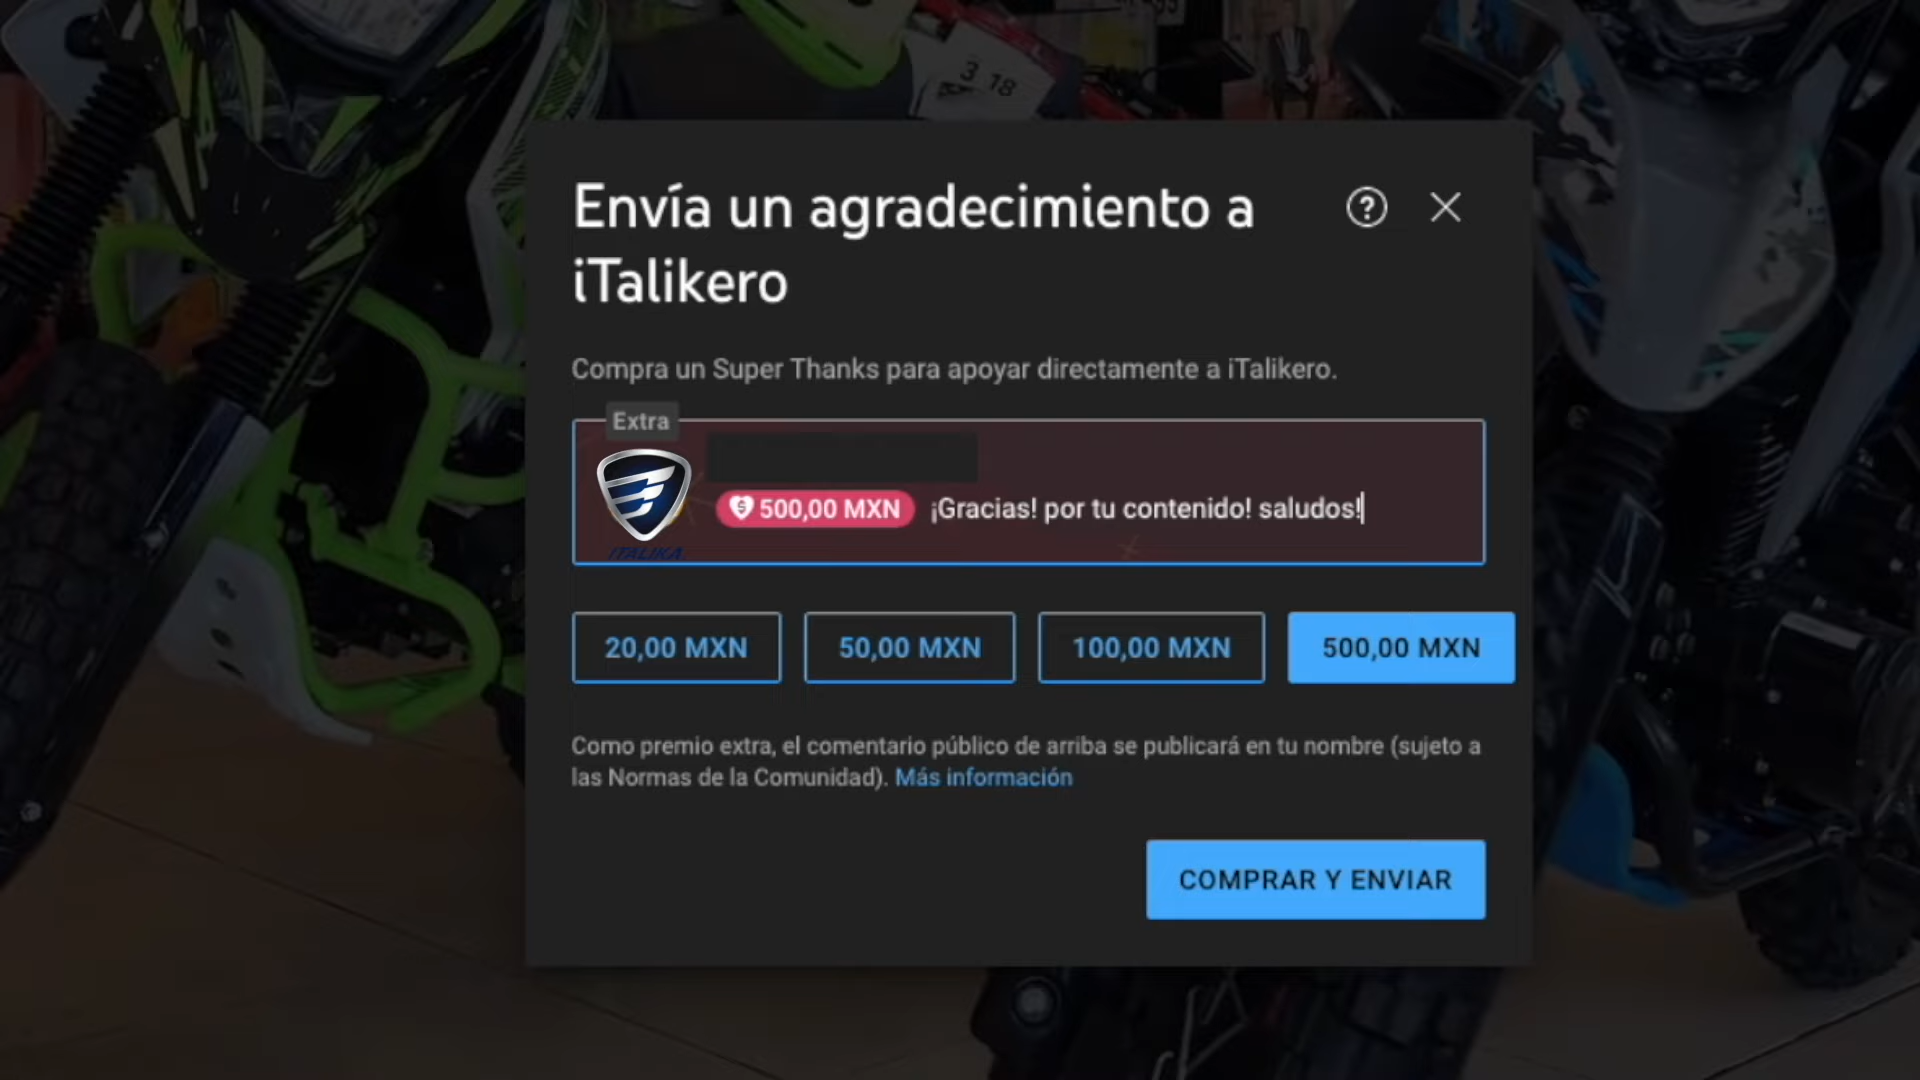 3 18
Envía un agradecimiento a
iTalikero
Compra un Super Thanks para apoyar directamente a iTalikero.
Extra
ITALIKA
500,00 MXN ¡Gracias! por tu contenido! saludos!
20,00 MXN 50,00 MXN 100,00 MXN 500,00 MXN
Como premio extra, el comentario público de arriba se publicará en tu nombre (sujeto a
las Normas de la Comunidad). Más información
COMPRAR Y ENVIAR